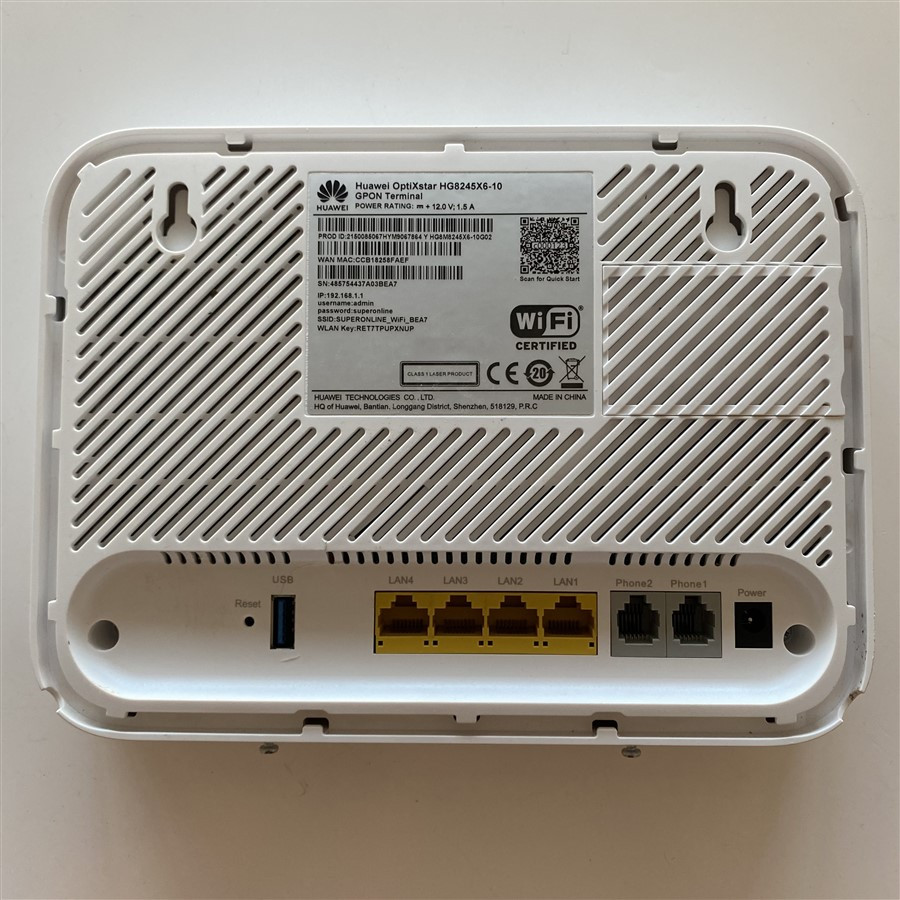 Huawei OptiXstar HG8245X6-10
GPON Terminal
POWER RATING: ⎓ 12.0 V; 1.5 A
HUAWEI
PROD ID:2150085067HYM9067864 Y HG8M8245X6-10G02
WAN MAC:CCB18258FAEF
SN:485754437A03BEA7
Scan for Quick Start
IP:192.168.1.1
username:admin
password:superonline
SSID:SUPERONLINE_WiFi_BEA7
WLAN Key:RET7TPUPXNUP
WiFi
CERTIFIED
CLASS 1 LASER PRODUCT
CE
20
HUAWEI TECHNOLOGIES CO., LTD.
MADE IN CHINA
HQ of Huawei, Bantian, Longgang District, Shenzhen, 518129, P.R.C
USB
Reset
LAN4
LAN3
LAN2
LAN1
Phone2
Phone1
Power